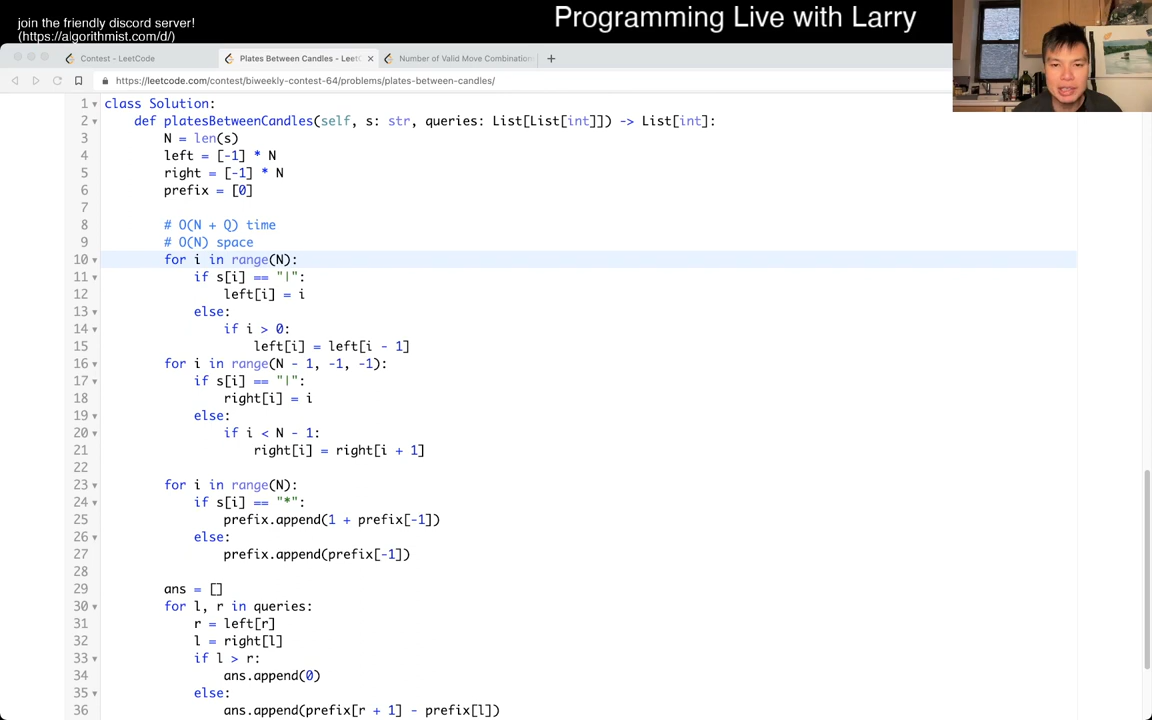 join the friendly discord server!
(https://algorithmist.com/d/)
Programming Live with Larry
Contest - LeetCode
Plates Between Candles - LeetC
Number of Valid Move Combination
https://leetcode.com/contest/biweekly-contest-64/problems/plates-between-candles/
1 class Solution:
2 def platesBetweenCandles(self, s: str, queries: List[List[int]]) -> List[int]:
3 N = len(s)
4 left = [-1] * N
5 right = [-1] * N
6 prefix = [0]
7
8 # O(N + Q) time
9 # O(N) space
10 for i in range(N):
11 if s[i] == "|":
12 left[i] = i
13 else:
14 if i > 0:
15 left[i] = left[i - 1]
16 for i in range(N - 1, -1, -1):
17 if s[i] == "|":
18 right[i] = i
19 else:
20 if i < N - 1:
21 right[i] = right[i + 1]
22
23 for i in range(N):
24 if s[i] == "*":
25 prefix.append(1 + prefix[-1])
26 else:
27 prefix.append(prefix[-1])
28
29 ans = []
30 for l, r in queries:
31 r = left[r]
32 l = right[l]
33 if l > r:
34 ans.append(0)
35 else:
36 ans.append(prefix[r + 1] - prefix[l])